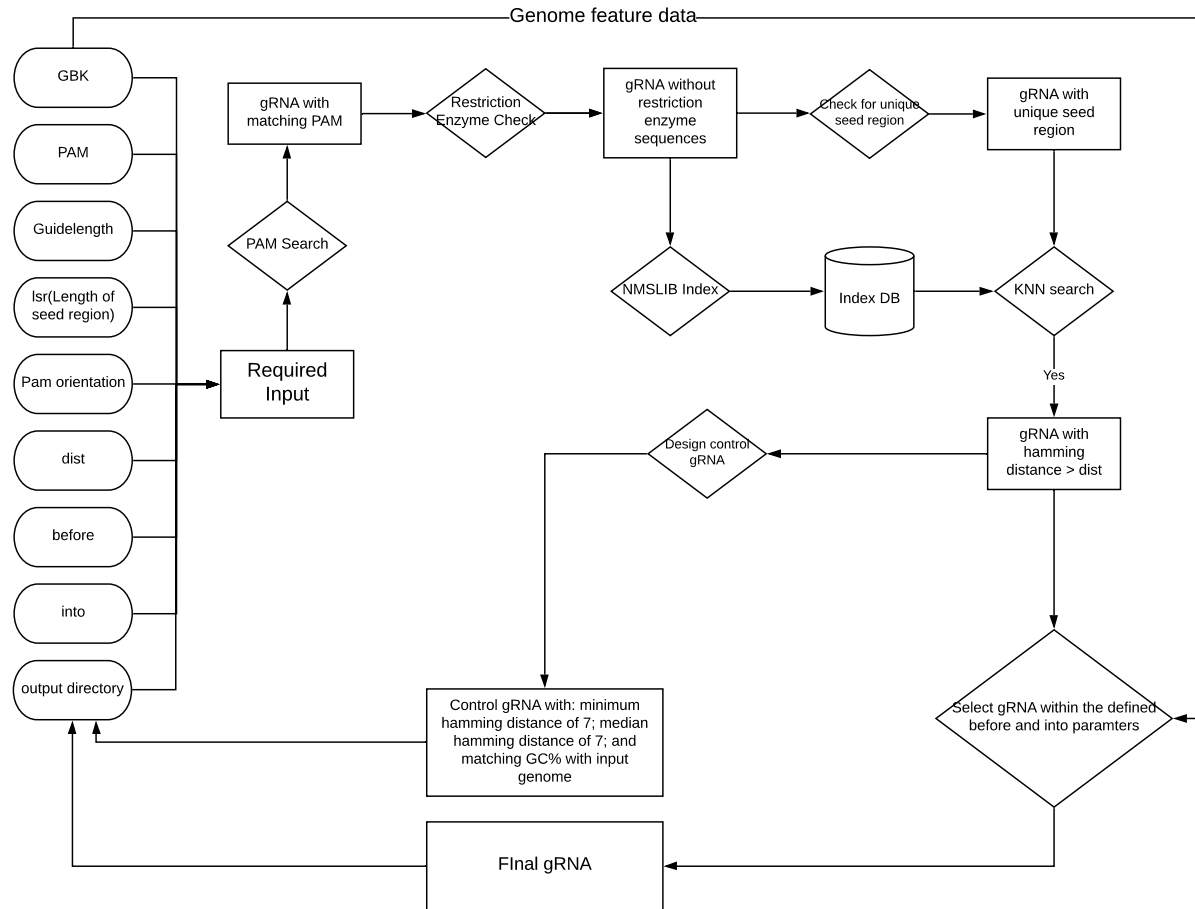 Genome feature data
GBK
PAM
Guidelength
lsr(Length of
seed region)
Pam orientation
dist
before
into
output directory
Required
Input
PAM Search
gRNA with
matching PAM
Restriction
Enzyme Check
gRNA without
restriction
enzyme
sequences
Check for unique
seed region
gRNA with
unique seed
region
NMSLIB Index
Index DB
KNN search
Yes
gRNA with
hamming
distance > dist
Design control
gRNA
Control gRNA with: minimum
hamming distance of 7; median
hamming distance of 7; and
matching GC% with input
genome
Select gRNA within the defined
before and into paramters
FInal gRNA